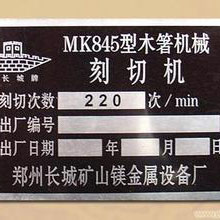 MK845型木箸机械
长城牌
刻切机
刻切次数 220 次/min
出厂编号
出厂日期 年 月 日
郑州长城矿山镁金属设备厂